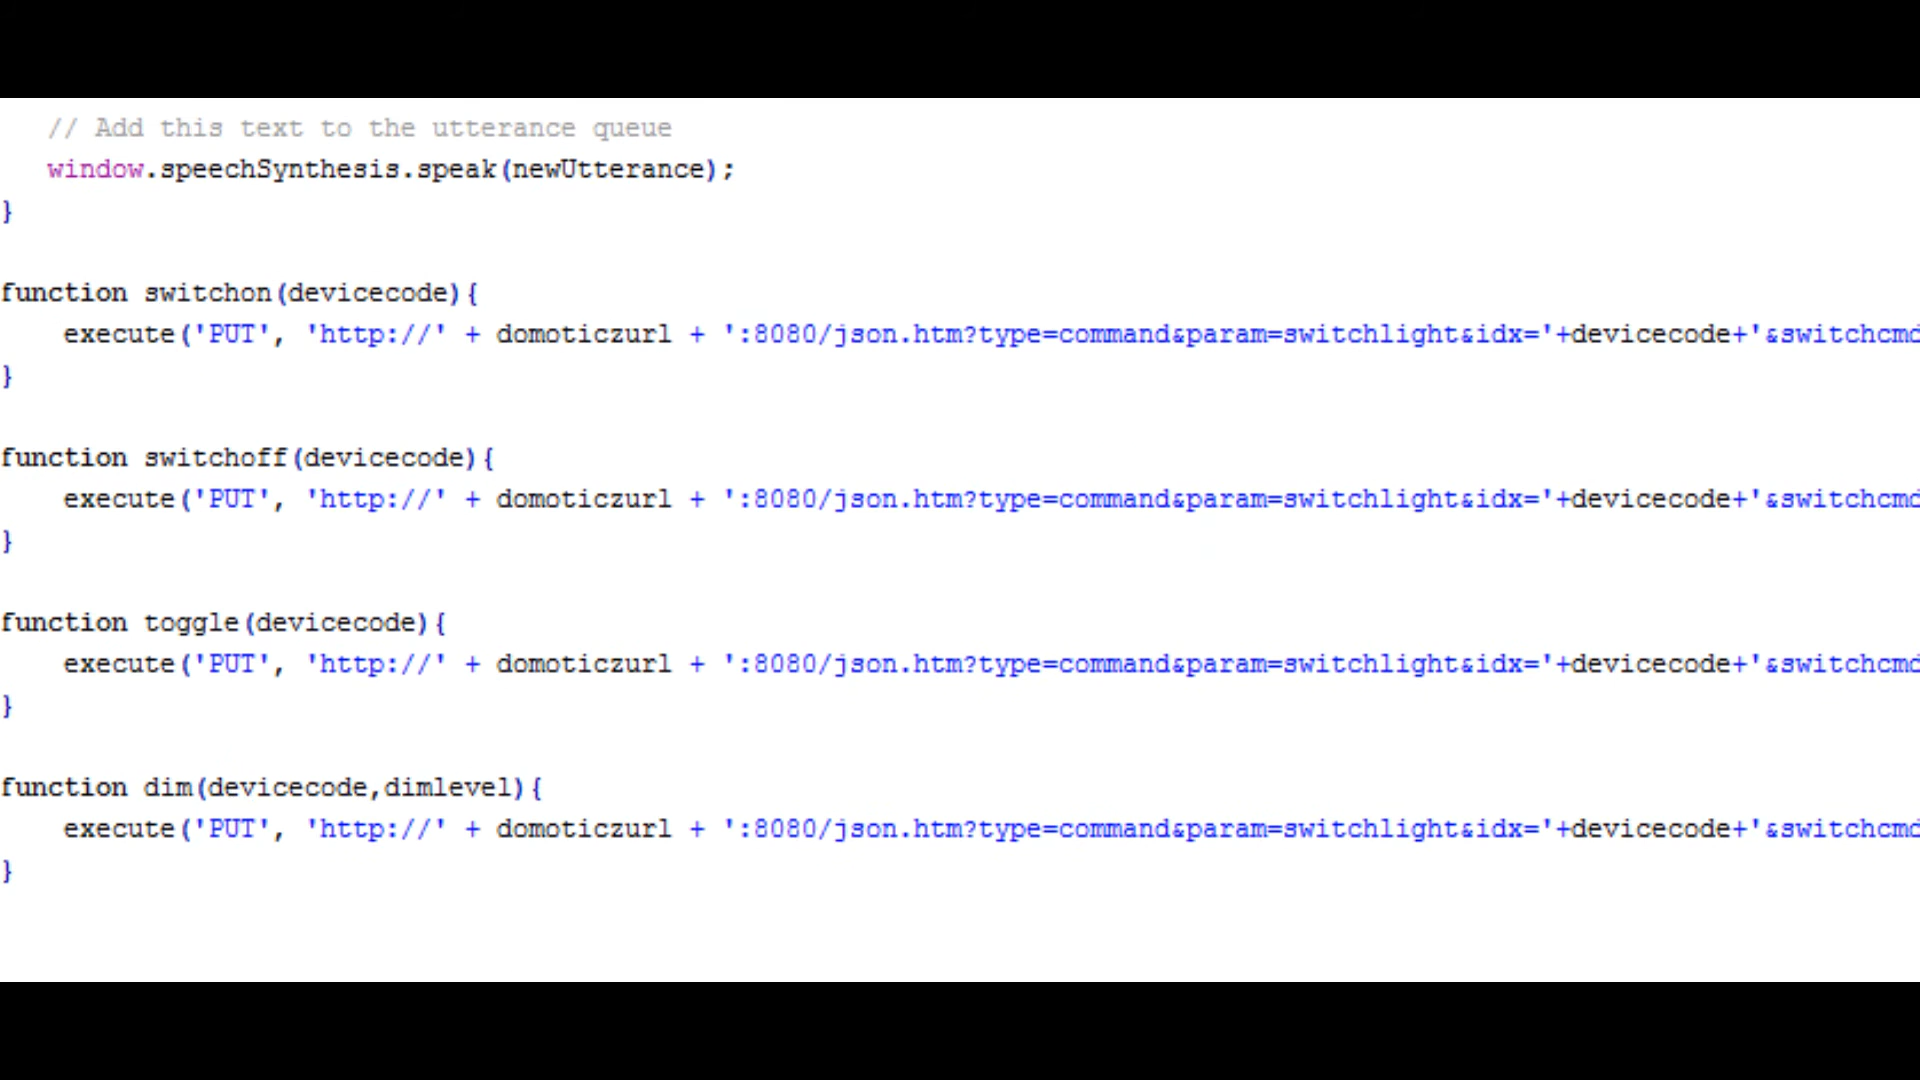 // Add this text to the utterance queue
window.speechSynthesis.speak(newUtterance);
}
function switchon(devicecode){
execute('PUT', 'http://' + domoticzurl + ':8080/json.htm?type=command&param=switchlight&idx='+devicecode+'&switchcmd
}
function switchoff(devicecode){
execute('PUT', 'http://' + domoticzurl + ':8080/json.htm?type=command&param=switchlight&idx='+devicecode+'&switchcmd
}
function toggle(devicecode){
execute('PUT', 'http://' + domoticzurl + ':8080/json.htm?type=command&param=switchlight&idx='+devicecode+'&switchcmd
}
function dim(devicecode,dimlevel){
execute('PUT', 'http://' + domoticzurl + ':8080/json.htm?type=command&param=switchlight&idx='+devicecode+'&switchcmd
}